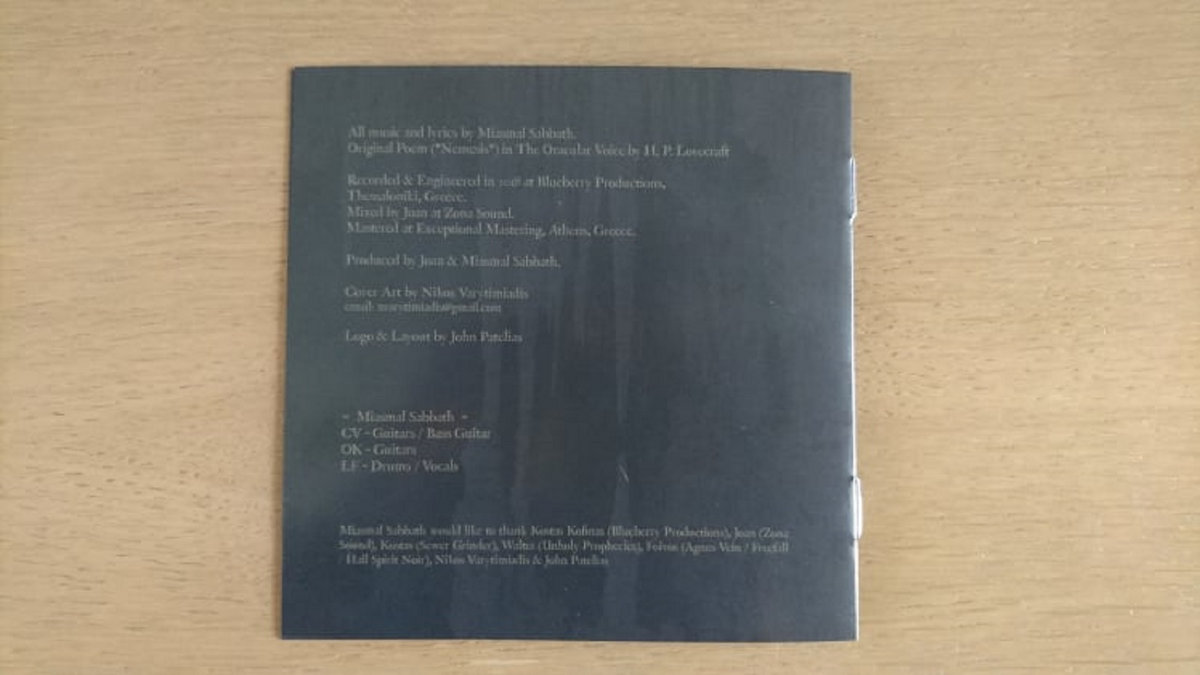 All music and lyrics by Miasmal Sabbath.
Original Poem ("Nemesis") in The Oracular Voice by H. P. Lovecraft
Recorded & Engineered in at Blueberry Productions,
Thessaloniki, Greece.
Mixed by Juan at Zona Sound.
Mastered at Exceptional Mastering, Athens, Greece.
Produced by Juan & Miasmal Sabbath.
Cover Art by Nikos Varytimiadis
email:
Logo & Layout by John Patelias
- Miasmal Sabbath -
CV - Guitars / Bass Guitar
OK - Guitars
LF - Drums / Vocals
Miasmal Sabbath would like to thank Kostas Kofinas (Blueberry Productions), Juan (Zona
Sound), Kostas (Sewer Grinder), (Unholy Prophecies), Foivos (Agnes Vein / Freefall
/ Half Spirit Noir), Nikos Varytimiadis & John Patelias